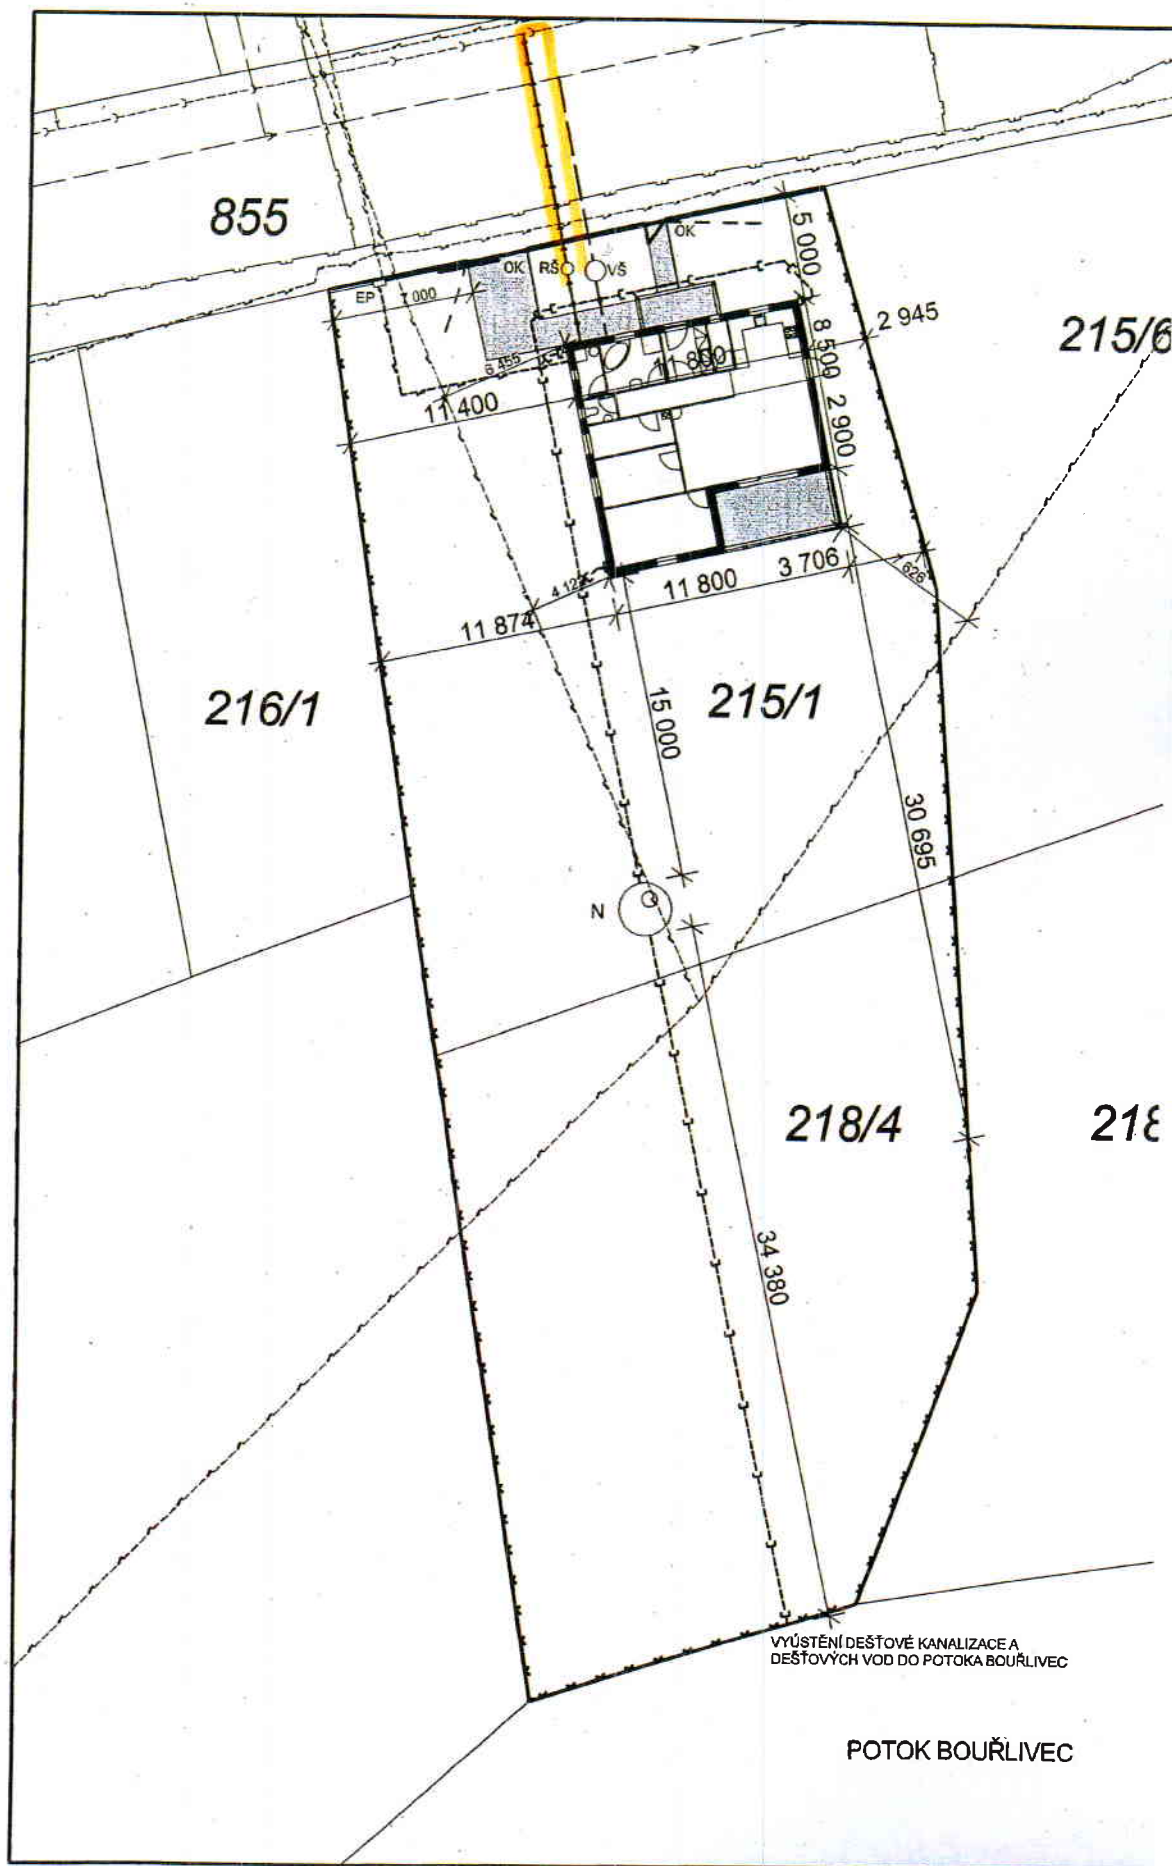 855
5 000
OK
OK
RŠ
VŠ
EP
7 000
2 945
215/6
8 500
6 455
11 800
11 400
2 900
4 122
11 800
3 706
626
11 874
216/1
215/1
15 000
30 695
N
218/4
218
34 380
VYÚSTĚNÍ DEŠŤOVÉ KANALIZACE A
DEŠŤOVÝCH VOD DO POTOKA BOUŘLIVEC
POTOK BOUŘLIVEC